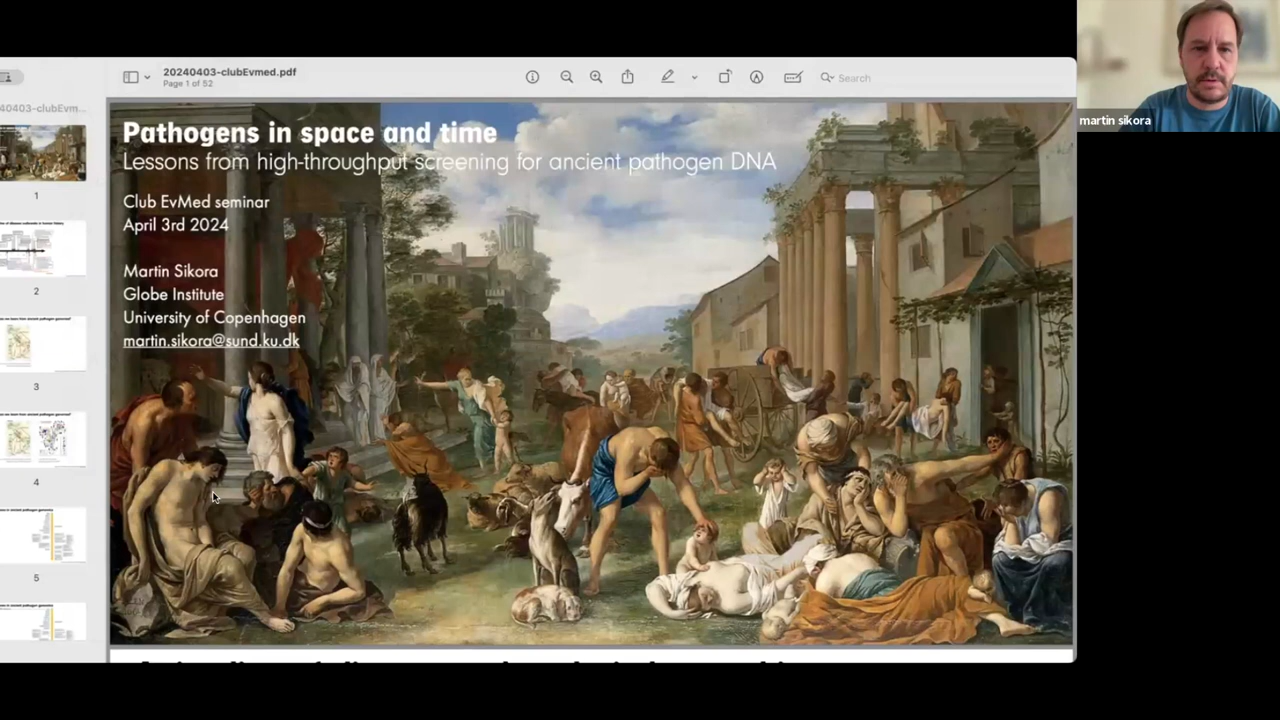 20240403-clubEvmed.pdf
Page 1 of 52
Search
martin sikora
40403-clubEvm...
1
2
3
4
5
Pathogens in space and time
Lessons from high-throughput screening for ancient pathogen DNA
Club EvMed seminar
April 3rd 2024
Martin Sikora
Globe Institute
University of Copenhagen
martin.sikora@sund.ku.dk